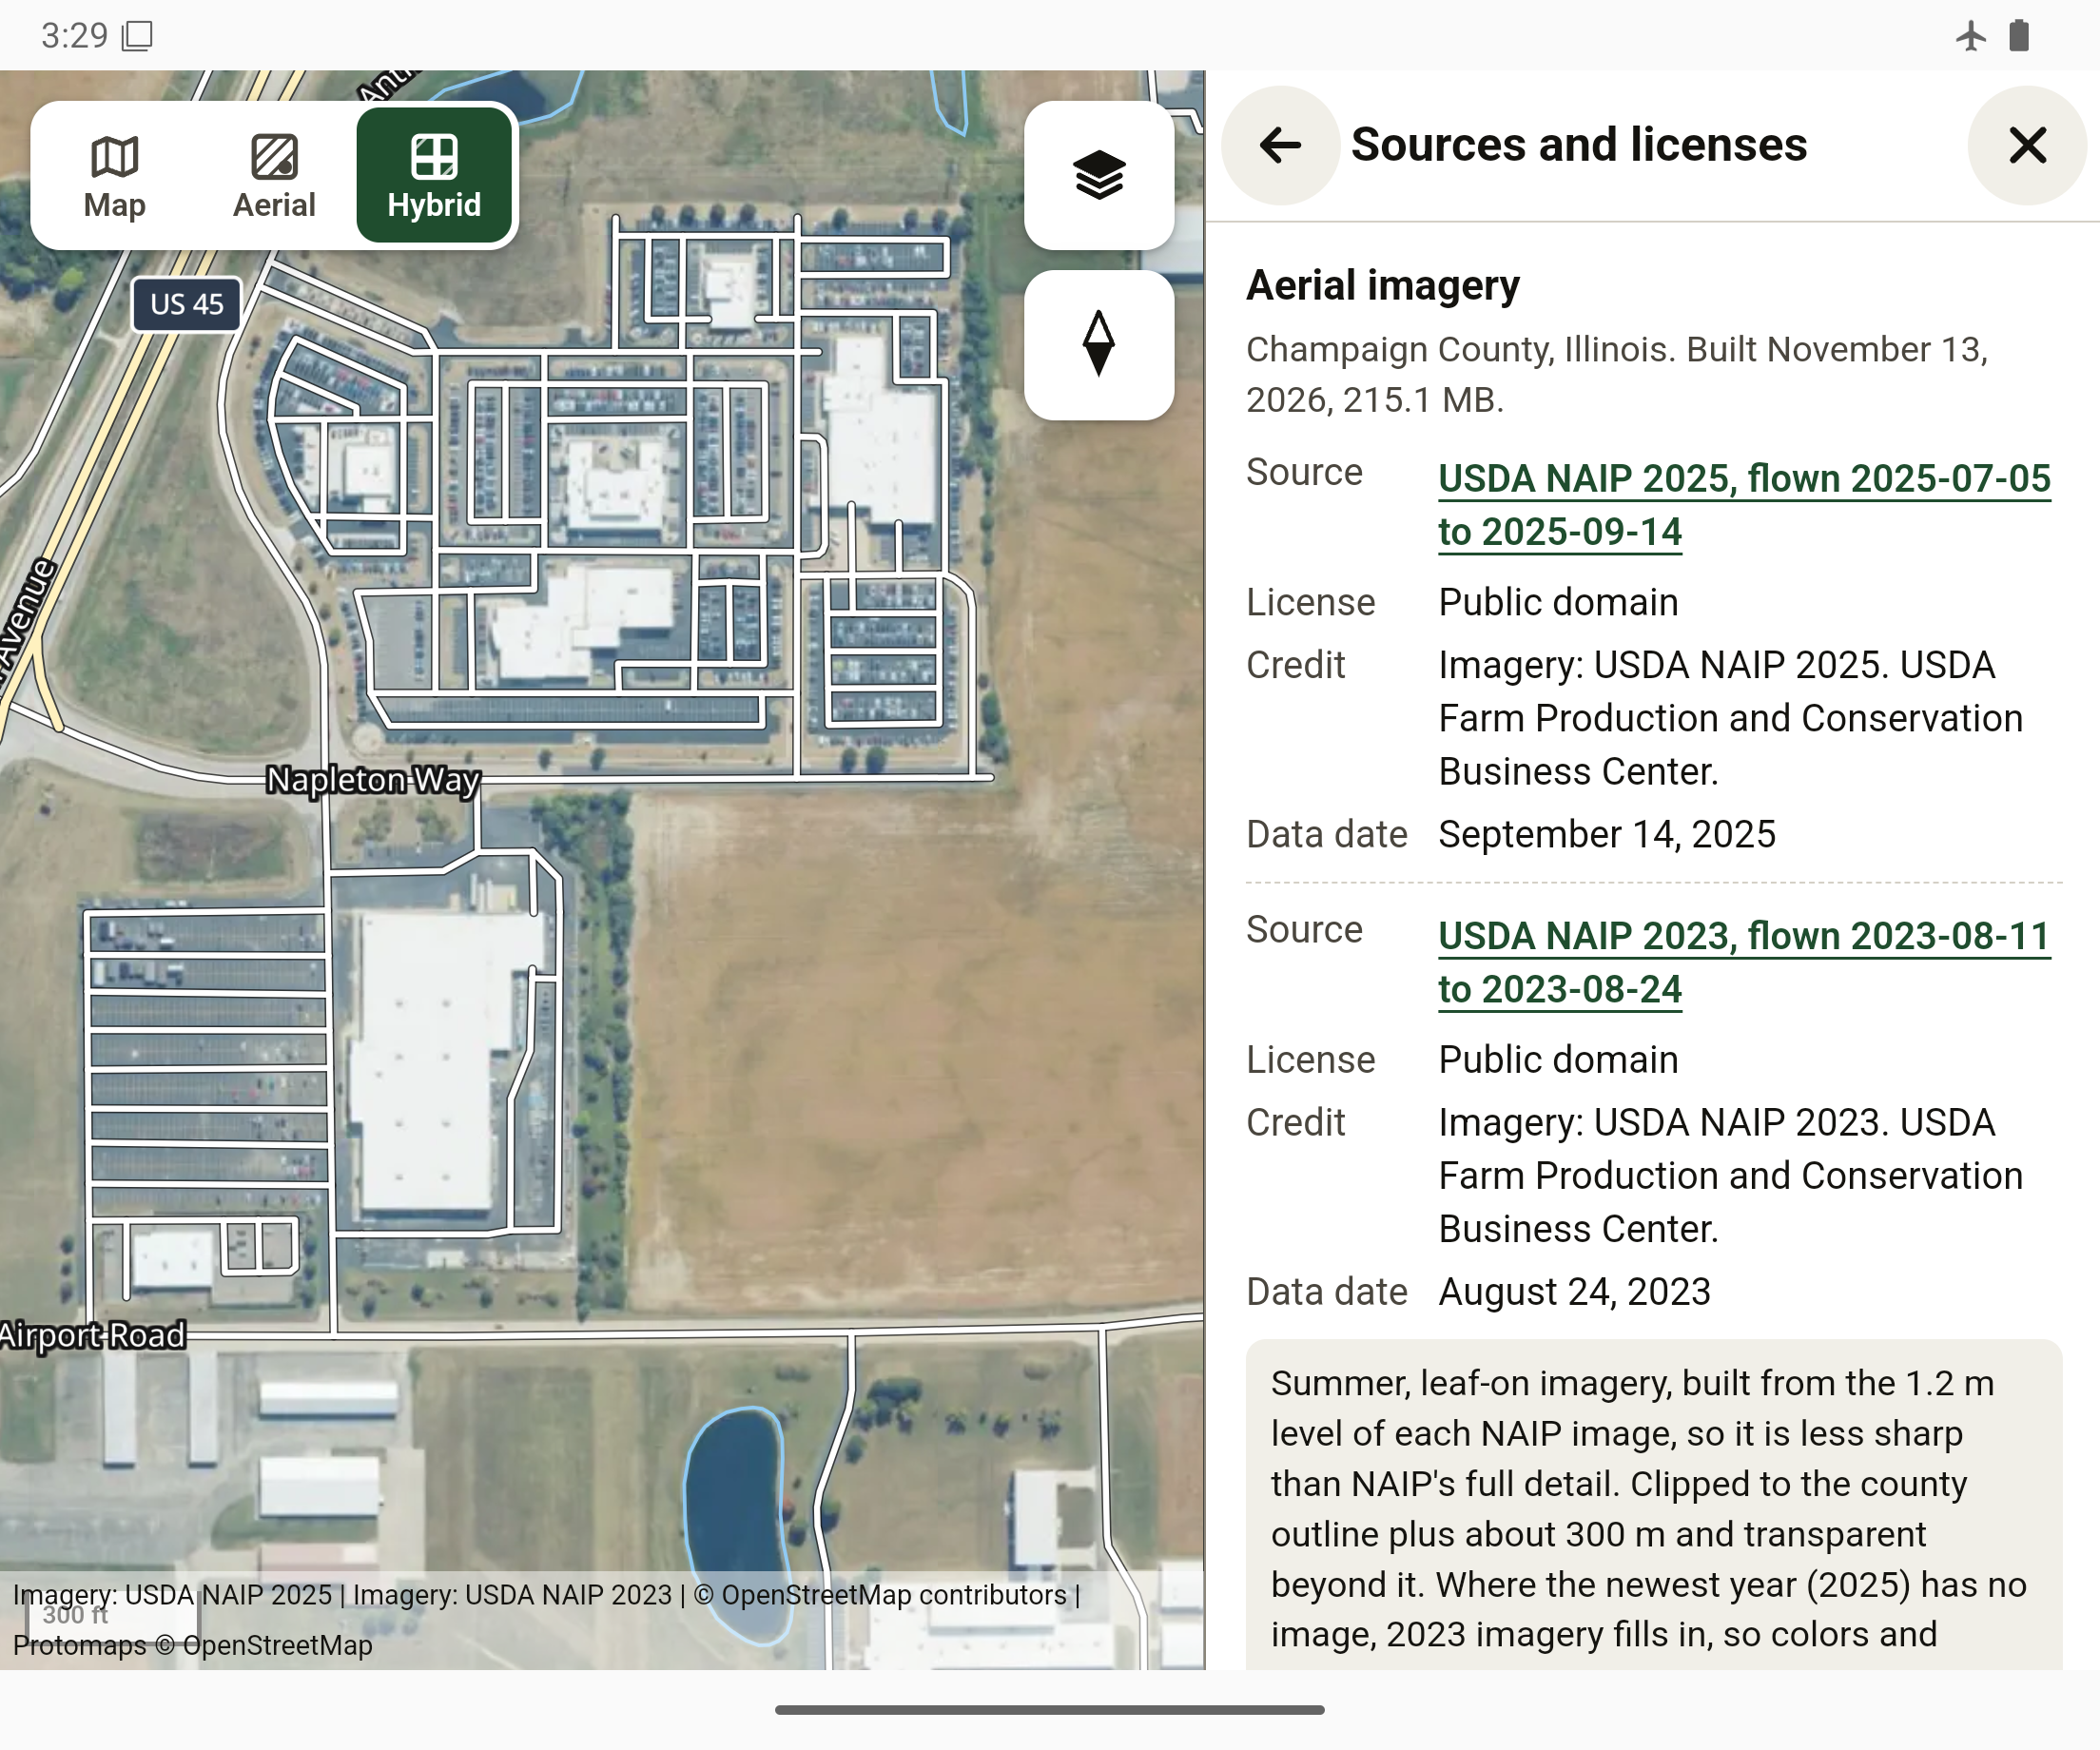 3:29
Anth
Map
Aerial
Hybrid
US 45
Avenue
Napleton Way
Airport Road
300 ft
Imagery: USDA NAIP 2025 | Imagery: USDA NAIP 2023 | © OpenStreetMap contributors |
Protomaps © OpenStreetMap
Sources and licenses
Aerial imagery
Champaign County, Illinois. Built November 13,
2026, 215.1 MB.
Source USDA NAIP 2025, flown 2025-07-05
to 2025-09-14
License Public domain
Credit Imagery: USDA NAIP 2025. USDA
Farm Production and Conservation
Business Center.
Data date September 14, 2025
Source USDA NAIP 2023, flown 2023-08-11
to 2023-08-24
License Public domain
Credit Imagery: USDA NAIP 2023. USDA
Farm Production and Conservation
Business Center.
Data date August 24, 2023
Summer, leaf-on imagery, built from the 1.2 m
level of each NAIP image, so it is less sharp
than NAIP's full detail. Clipped to the county
outline plus about 300 m and transparent
beyond it. Where the newest year (2025) has no
image, 2023 imagery fills in, so colors and